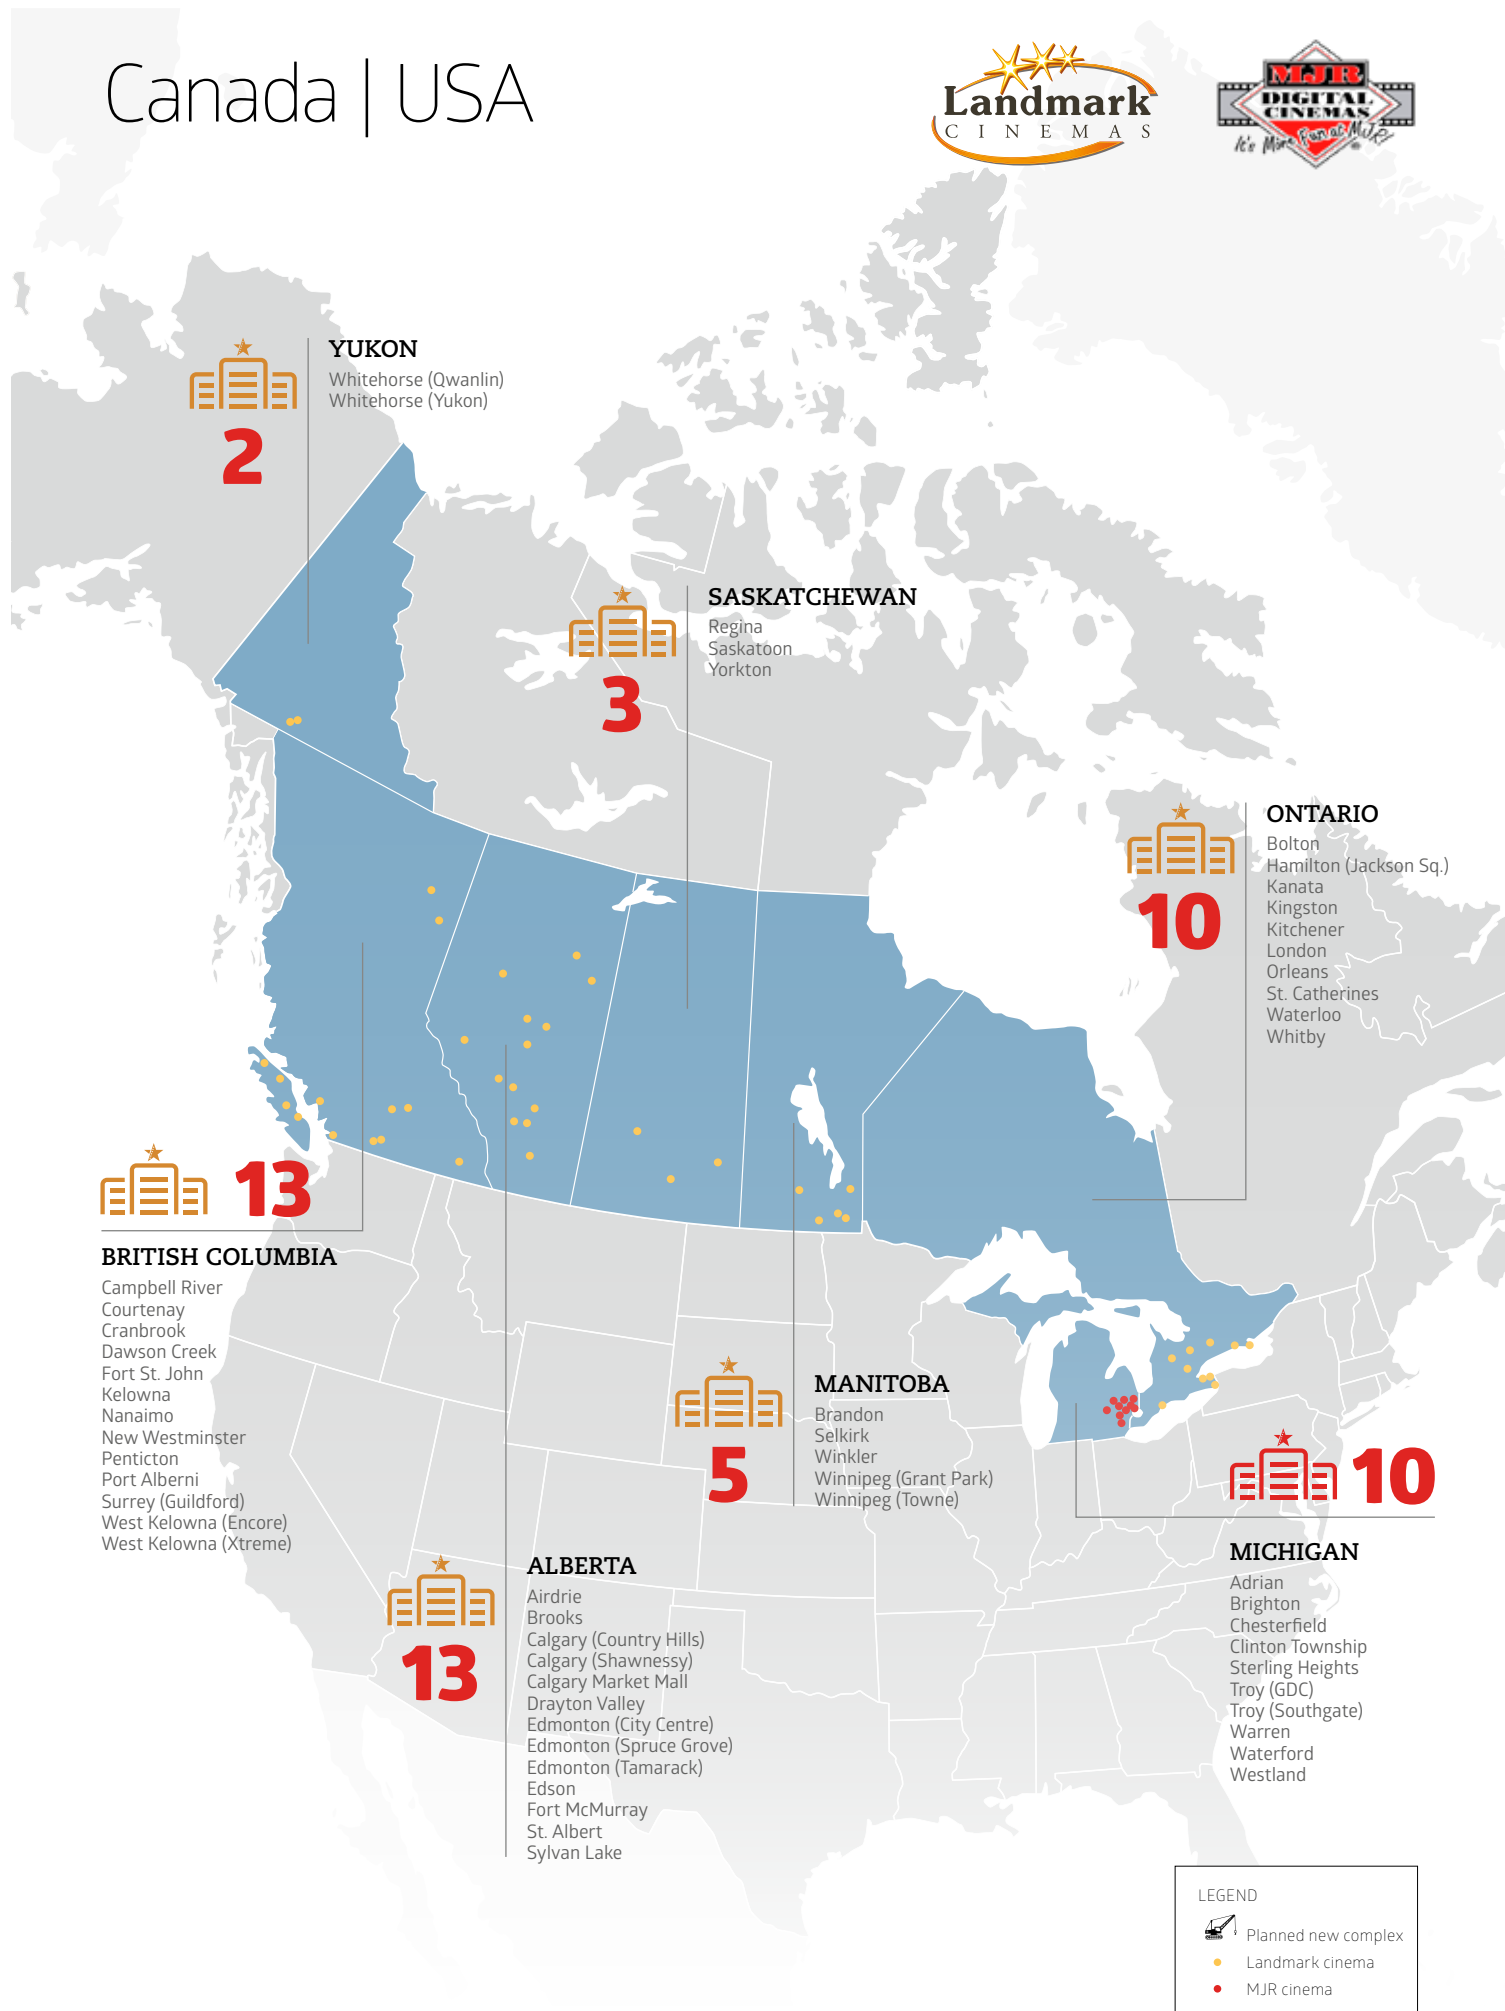 Canada | USA
Landmark
CINEMAS
MJR
DIGITAL
CINEMAS
It's More Fun at MJR!
YUKON
Whitehorse (Qwanlin)
Whitehorse (Yukon)
2
SASKATCHEWAN
Regina
Saskatoon
Yorkton
3
ONTARIO
Bolton
Hamilton (Jackson Sq.)
Kanata
Kingston
Kitchener
London
Orleans
St. Catherines
Waterloo
Whitby
10
13
BRITISH COLUMBIA
Campbell River
Courtenay
Cranbrook
Dawson Creek
Fort St. John
Kelowna
Nanaimo
New Westminster
Penticton
Port Alberni
Surrey (Guildford)
West Kelowna (Encore)
West Kelowna (Xtreme)
MANITOBA
Brandon
Selkirk
Winkler
Winnipeg (Grant Park)
Winnipeg (Towne)
5
10
MICHIGAN
Adrian
Brighton
Chesterfield
Clinton Township
Sterling Heights
Troy (GDC)
Troy (Southgate)
Warren
Waterford
Westland
ALBERTA
Airdrie
Brooks
Calgary (Country Hills)
Calgary (Shawnessy)
Calgary Market Mall
Drayton Valley
Edmonton (City Centre)
Edmonton (Spruce Grove)
Edmonton (Tamarack)
Edson
Fort McMurray
St. Albert
Sylvan Lake
13
LEGEND
Planned new complex
Landmark cinema
MJR cinema